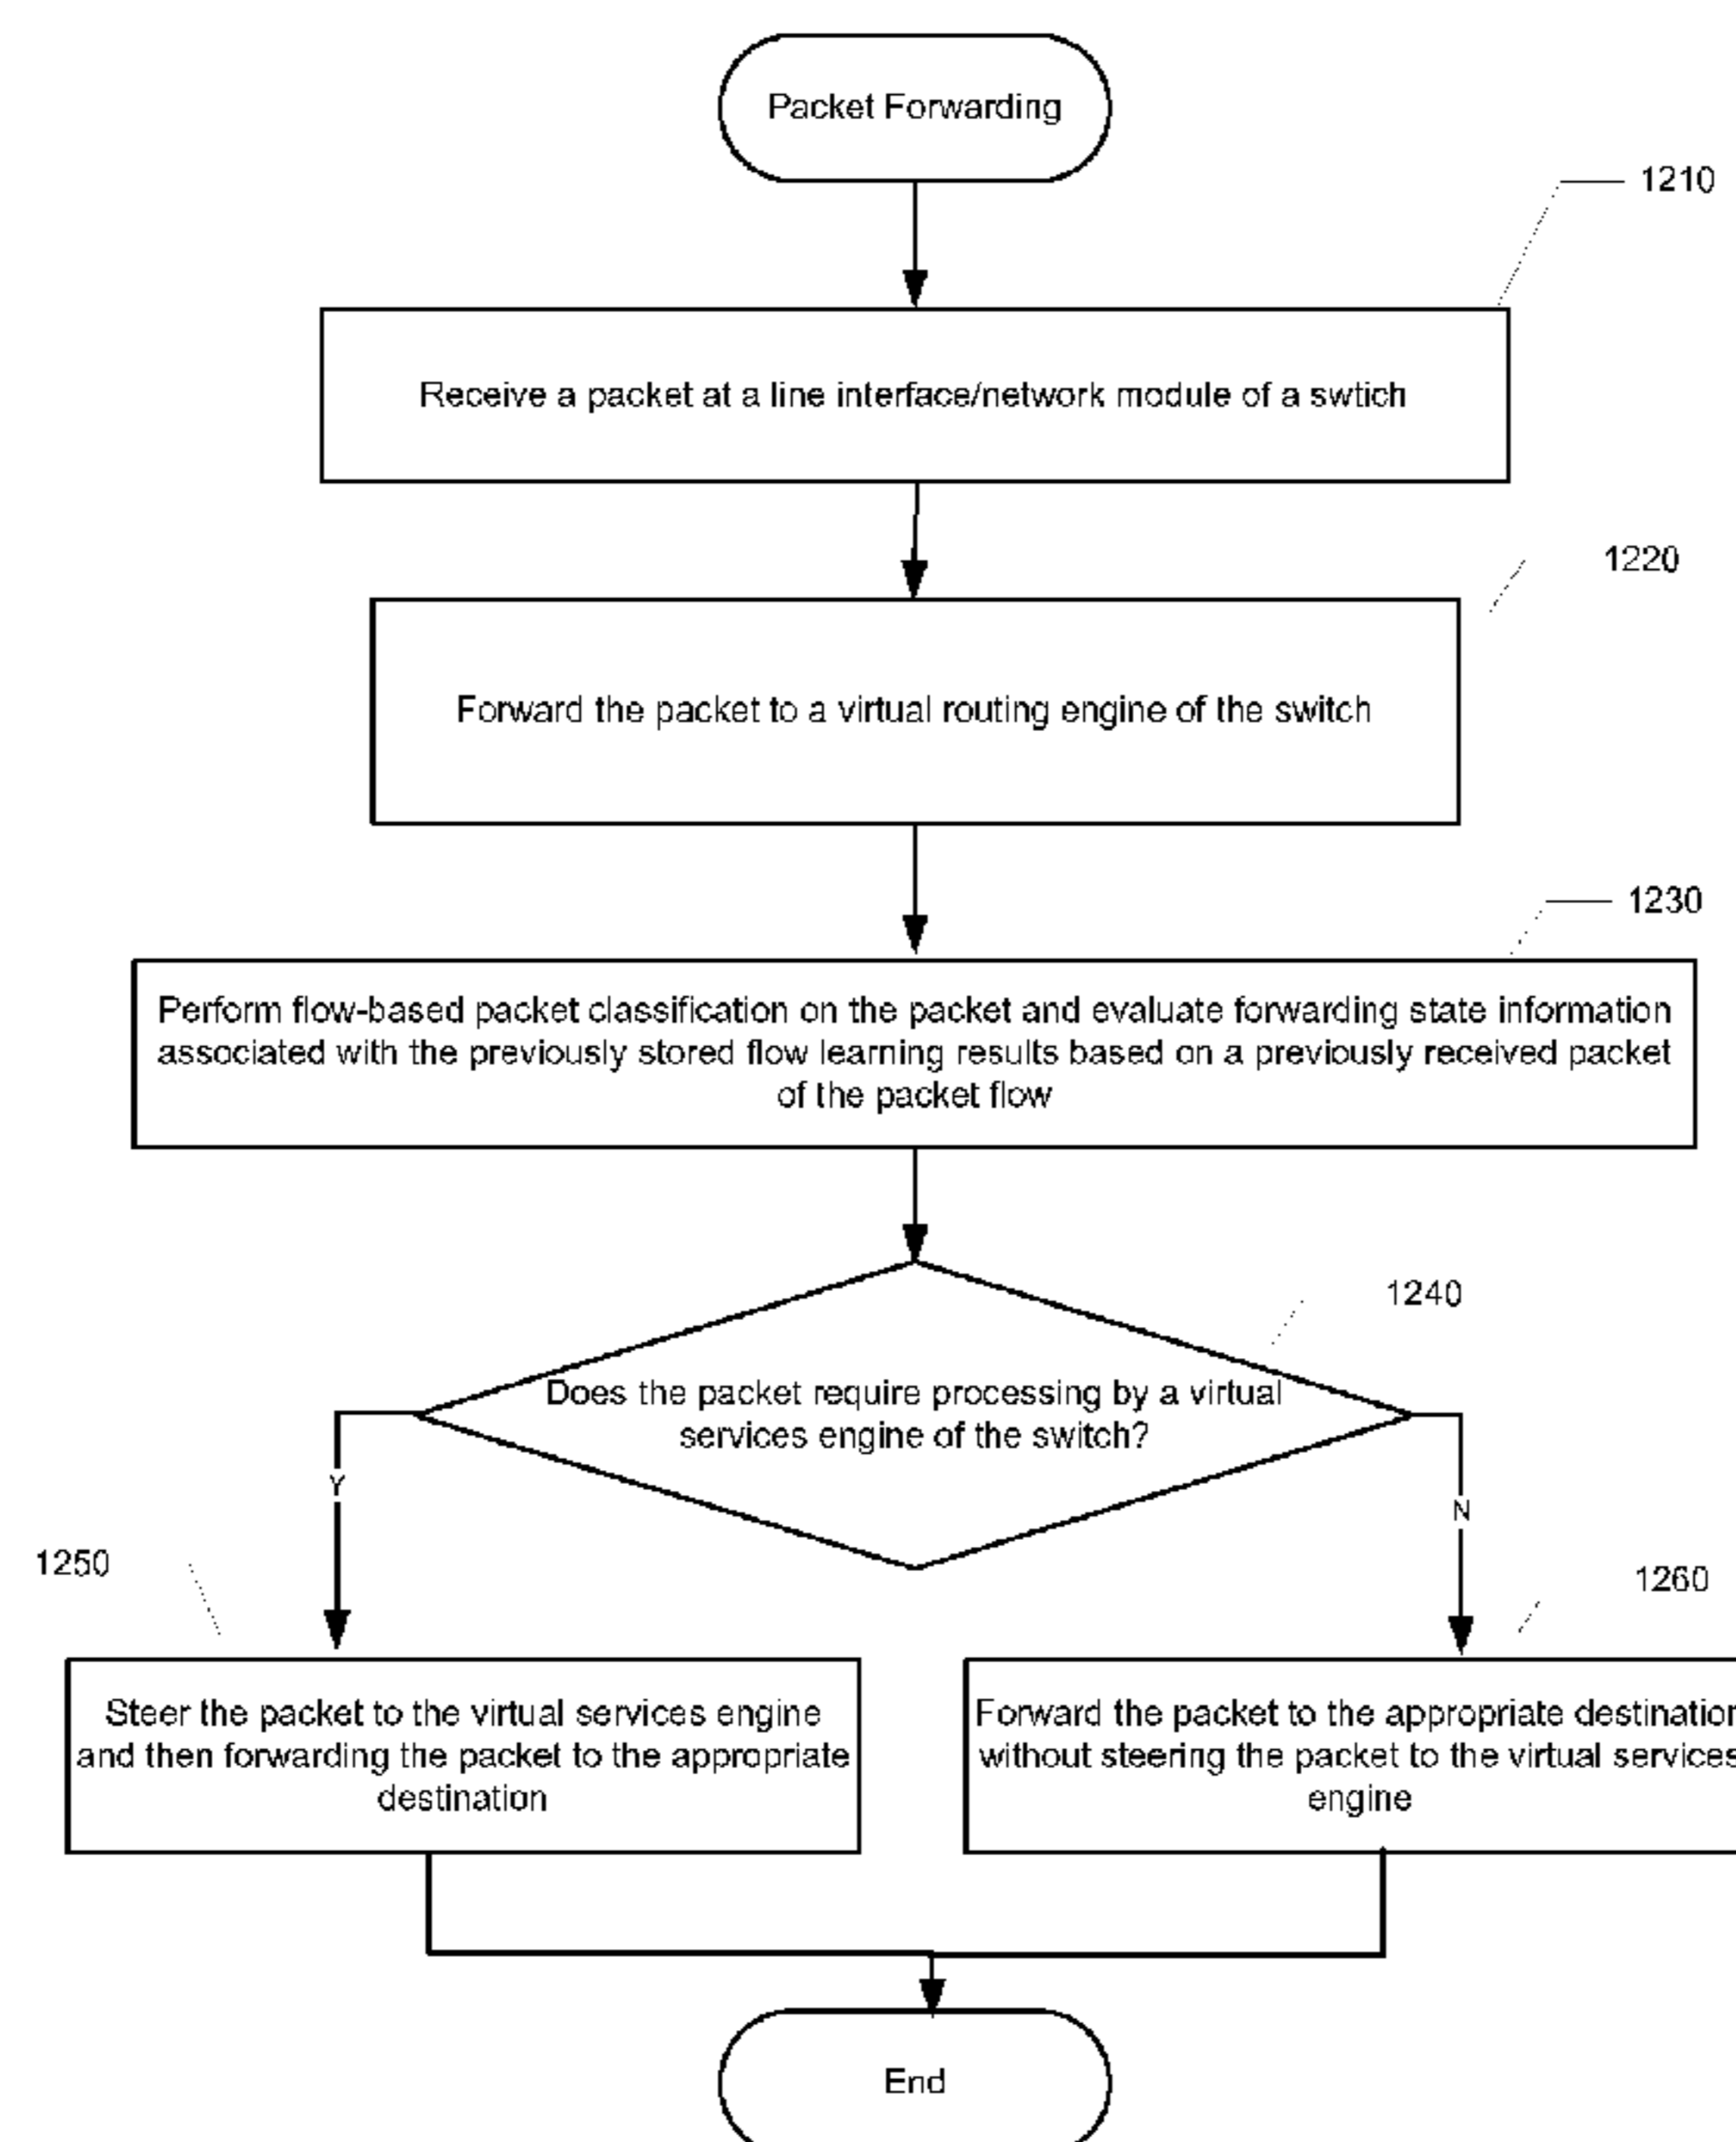 Packet Forwarding
1210
Receive a packet at a line interface/network module of a swtich
1220
Forward the packet to a virtual routing engine of the switch
1230
Perform flow-based packet classification on the packet and evaluate forwarding state information
associated with the previously stored flow learning results based on a previously received packet
of the packet flow
1240
Does the packet require processing by a virtual
services engine of the switch?
Y
N
1250
1260
Steer the packet to the virtual services engine
and then forwarding the packet to the appropriate
destination
Forward the packet to the appropriate destination
without steering the packet to the virtual services
engine
End